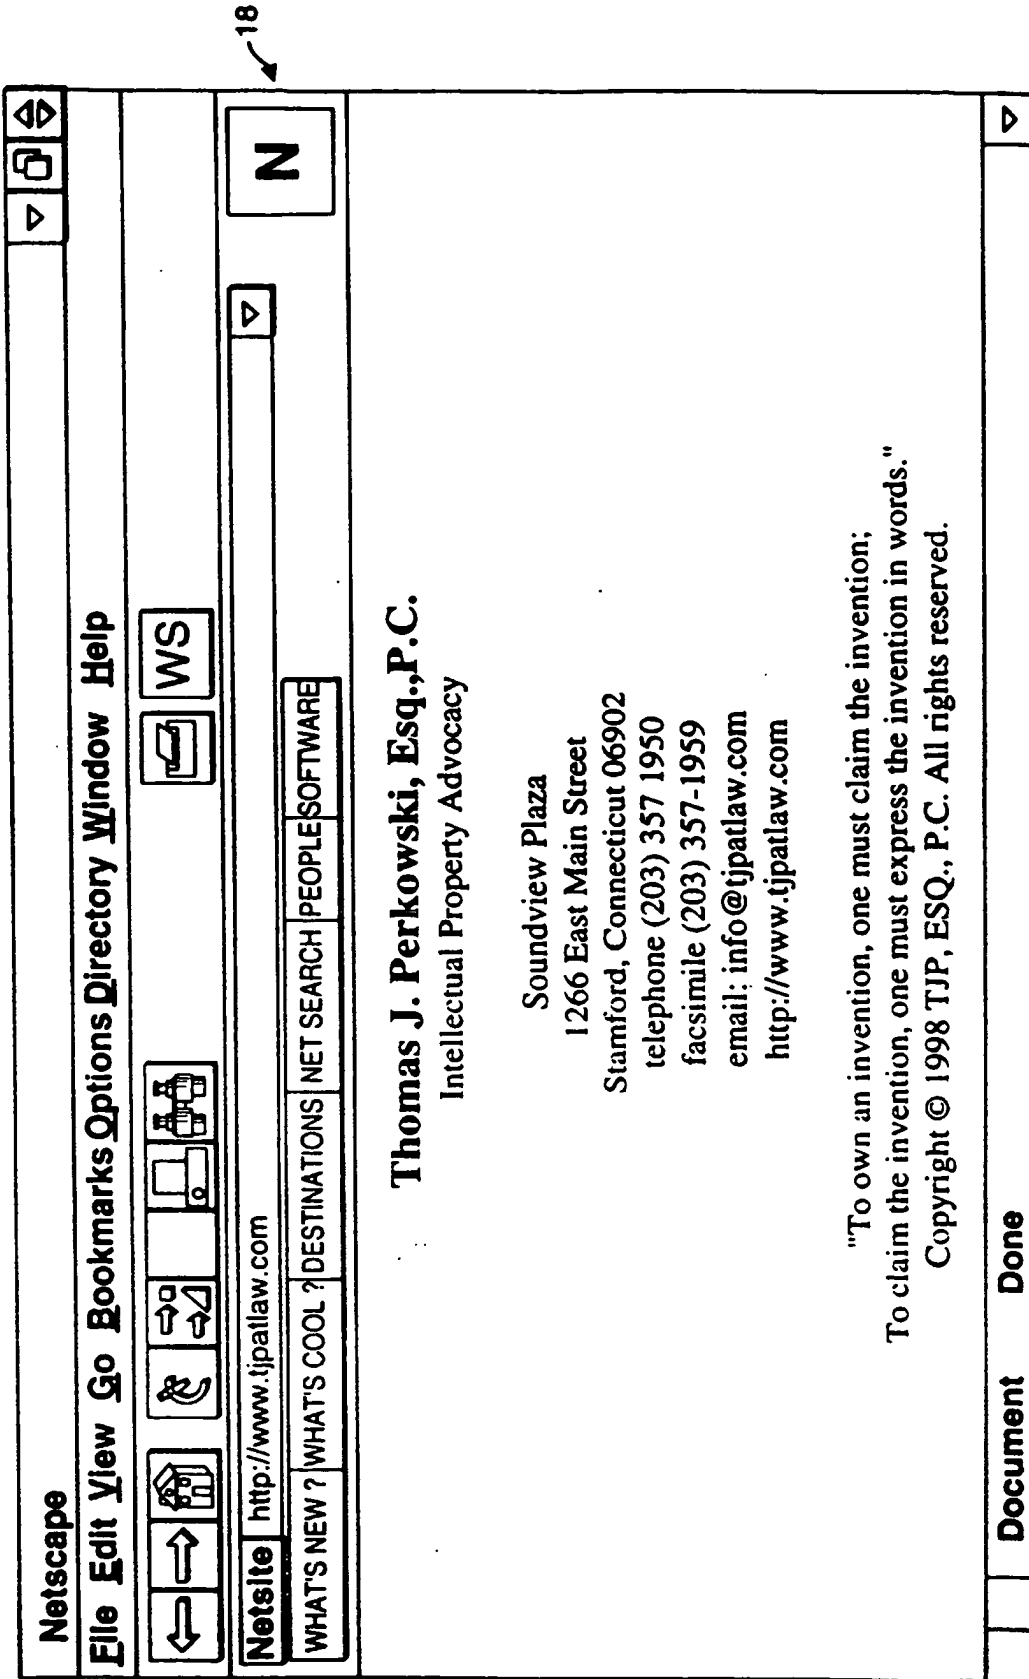 18
Netscape
File Edit View Go Bookmarks Options Directory Window Help
WS
Netsite http://www.tjpatlaw.com
N
WHAT'S NEW ? WHAT'S COOL ? DESTINATIONS NET SEARCH PEOPLE SOFTWARE
Thomas J. Perkowski, Esq.,P.C.
Intellectual Property Advocacy
Soundview Plaza
1266 East Main Street
Stamford, Connecticut 06902
telephone (203) 357 1950
facsimile (203) 357-1959
email: info@tjpatlaw.com
http://www.tjpatlaw.com
"To own an invention, one must claim the invention;
To claim the invention, one must express the invention in words."
Copyright © 1998 TJP, ESQ., P.C. All rights reserved.
Document Done